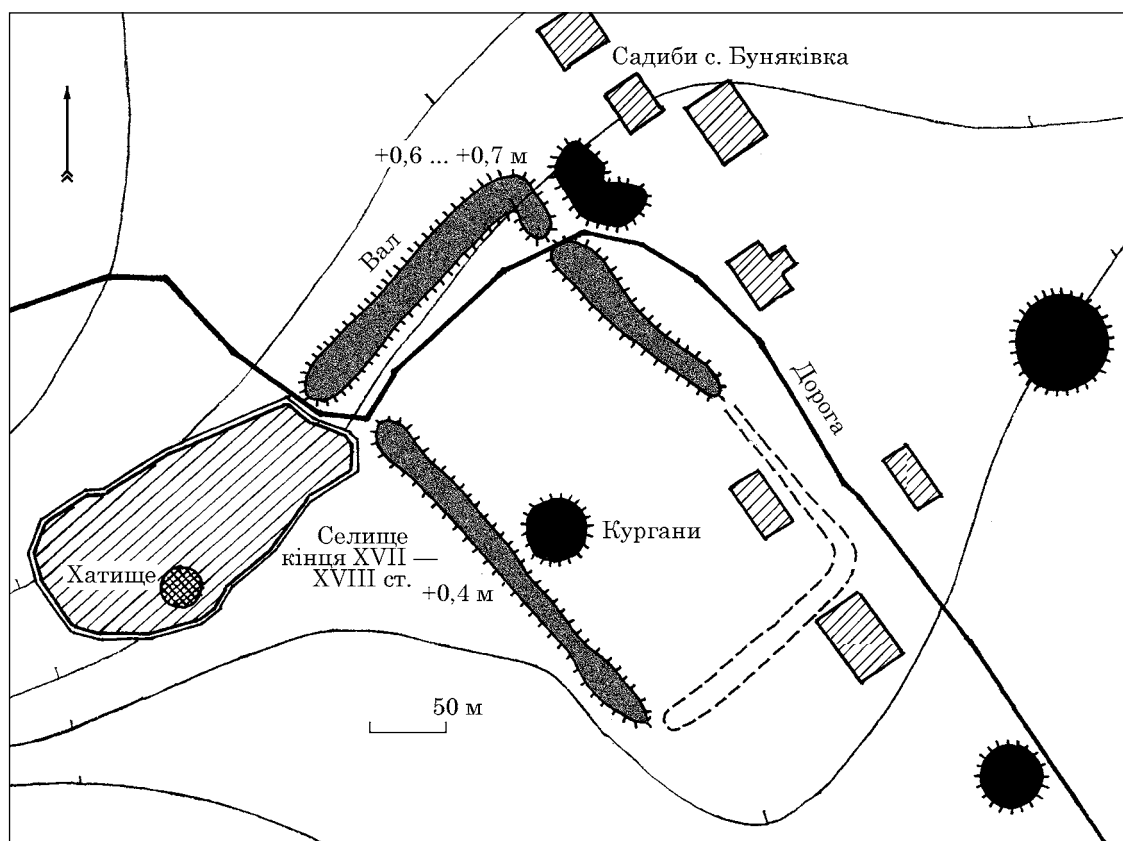 Садиби с. Буняківка
+0,6 ... +0,7 м
Вал
Дорога
Кургани
Селище
кінця XVII —
XVIII ст.
+0,4 м
Хатище
50 м